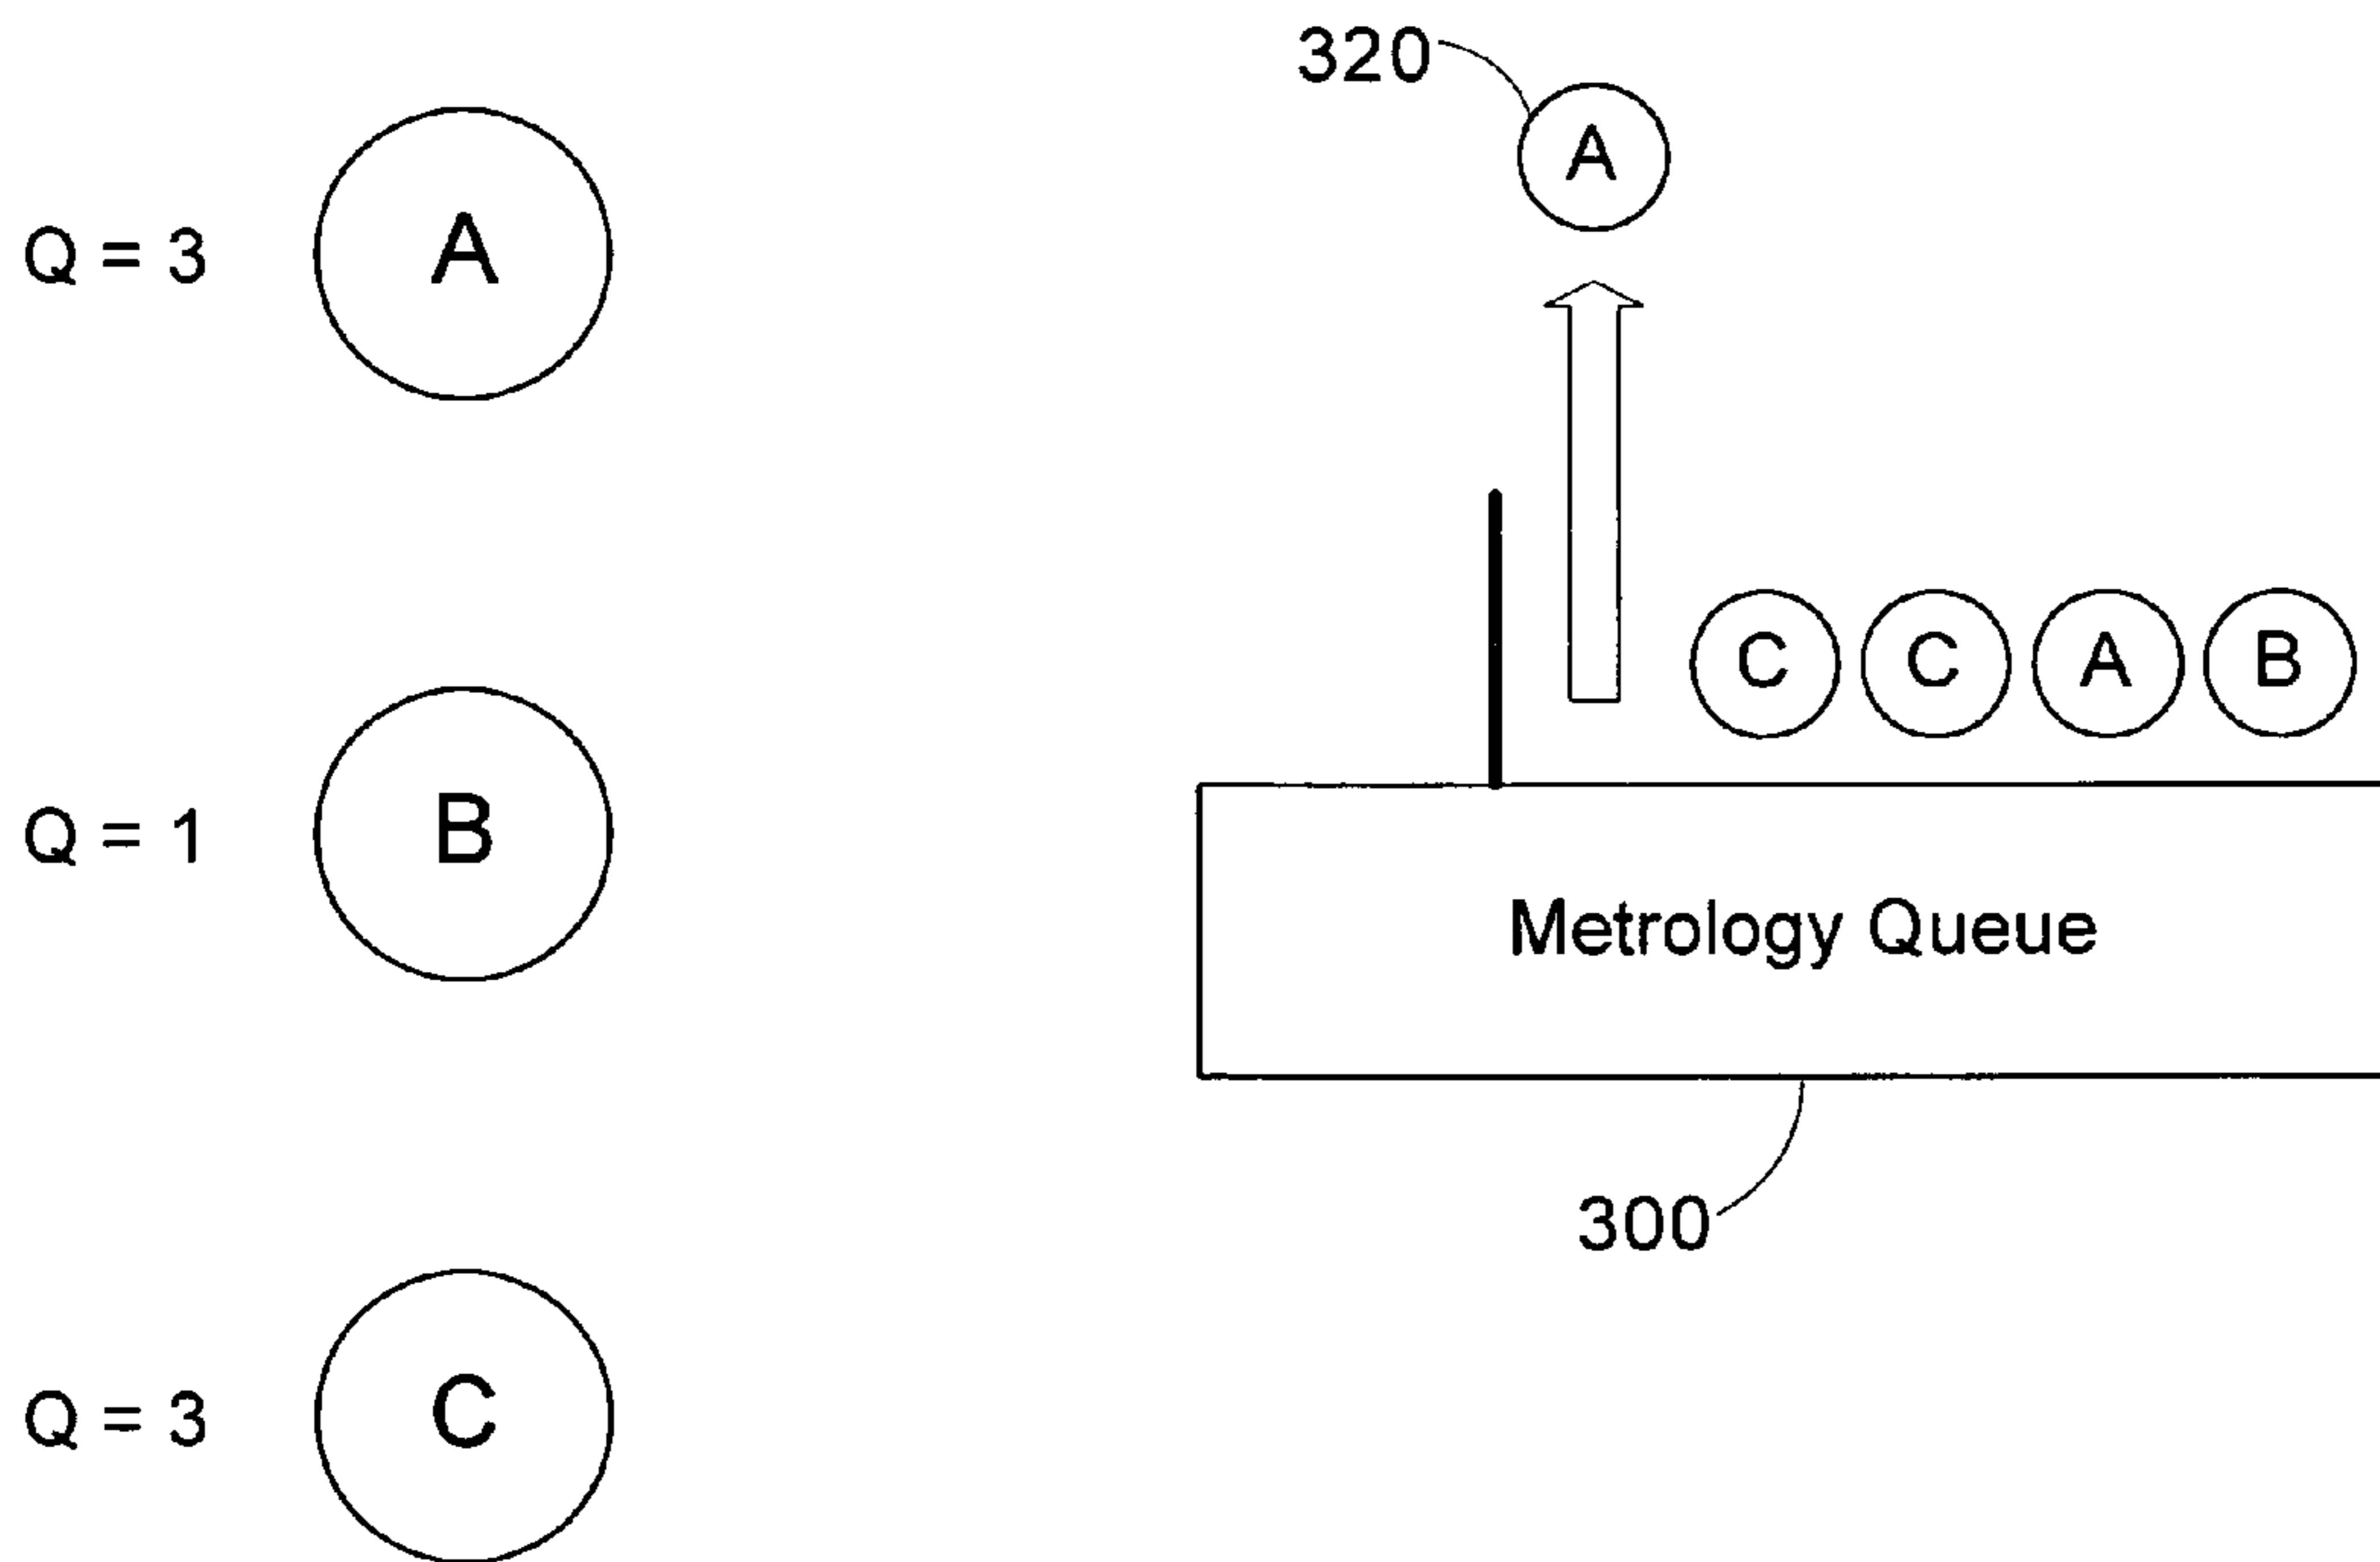 320
A
Q = 3
A
C
C
A
B
Q = 1
B
Metrology Queue
300
Q = 3
C